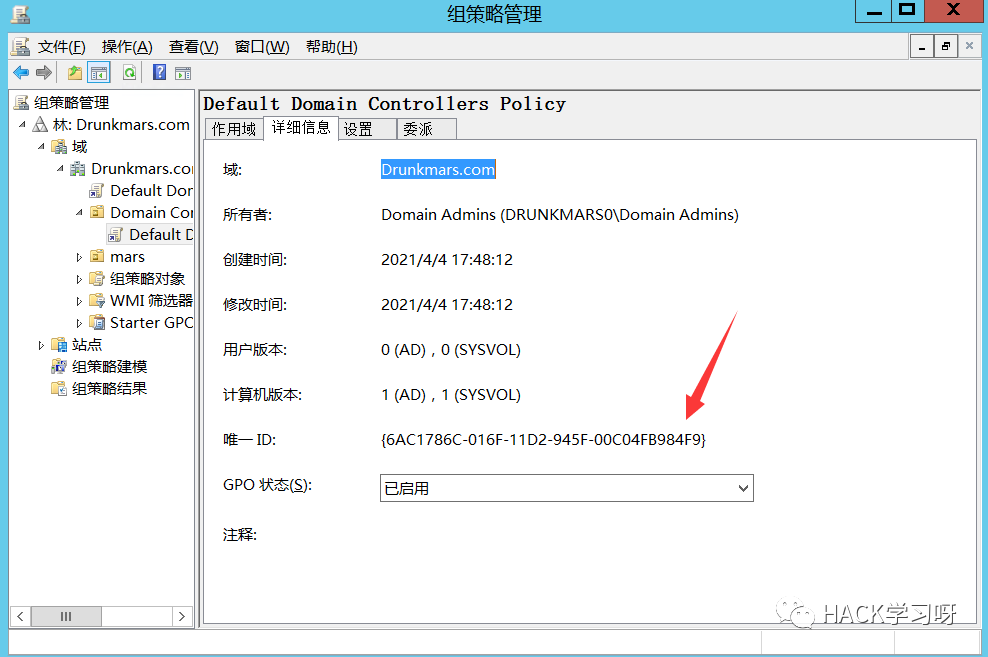 组策略管理
文件(F) 操作(A) 查看(V) 窗口(W) 帮助(H)
组策略管理
林: Drunkmars.com
域
Drunkmars.cor
Default Dor
Domain Cor
Default D
mars
组策略对象
WMI 筛选器
Starter GPC
站点
组策略建模
组策略结果
Default Domain Controllers Policy
作用域 详细信息 设置 委派
域: Drunkmars.com
所有者: Domain Admins (DRUNKMARS0\Domain Admins)
创建时间: 2021/4/4 17:48:12
修改时间: 2021/4/4 17:48:12
用户版本: 0 (AD)，0 (SYSVOL)
计算机版本: 1 (AD)，1 (SYSVOL)
唯一 ID: {6AC1786C-016F-11D2-945F-00C04FB984F9}
GPO 状态(S): 已启用
注释:
HACK学习呀